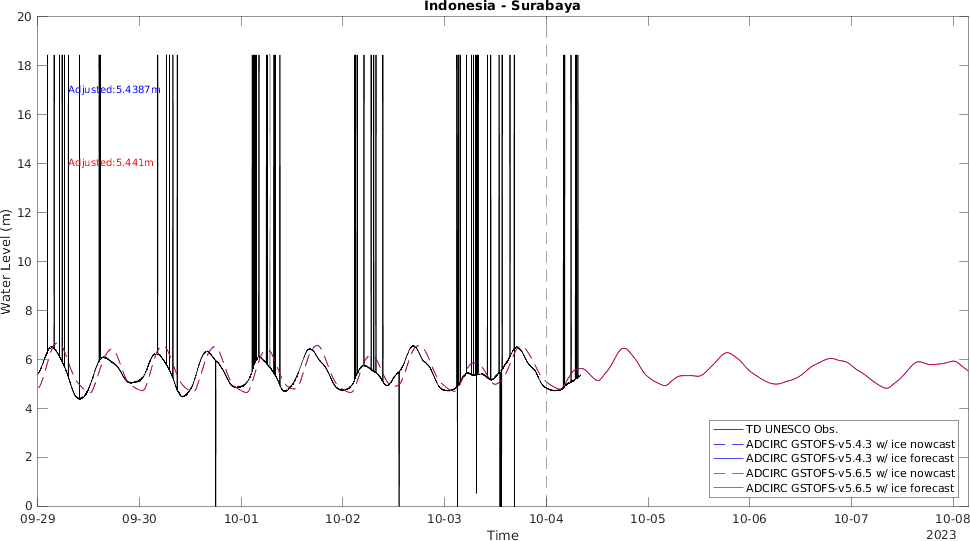 Indonesia - Surabaya
20
18
16
14
12
10
8
6
4
2
0
Water Level (m)
Adjusted:5.4387m
Adjusted:5.441m
TD UNESCO Obs.
ADCIRC GSTOFS-v5.4.3 w/ ice nowcast
ADCIRC GSTOFS-v5.4.3 w/ ice forecast
ADCIRC GSTOFS-v5.6.5 w/ ice nowcast
ADCIRC GSTOFS-v5.6.5 w/ ice forecast
09-29 09-30 10-01 10-02 10-03 10-04 10-05 10-06 10-07 10-08
Time
2023